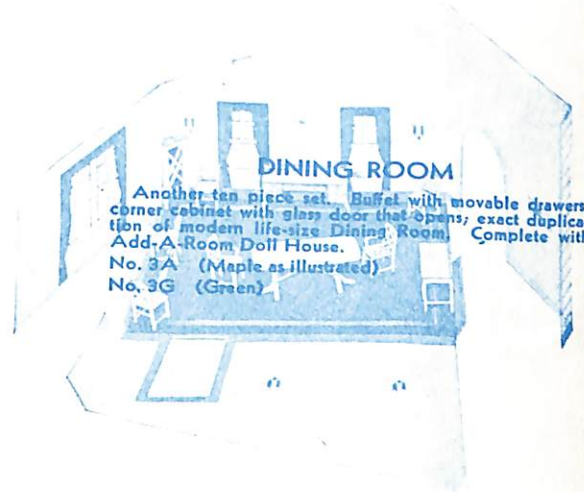 DINING ROOM
Another ten piece set. Buffet with movable drawers
corner cabinet with glass door that opens; exact duplica
tion of modern life-size Dining Room. Complete with
Add-A-Room Doll House.
No. 3A (Maple as illustrated)
No. 3G (Green)